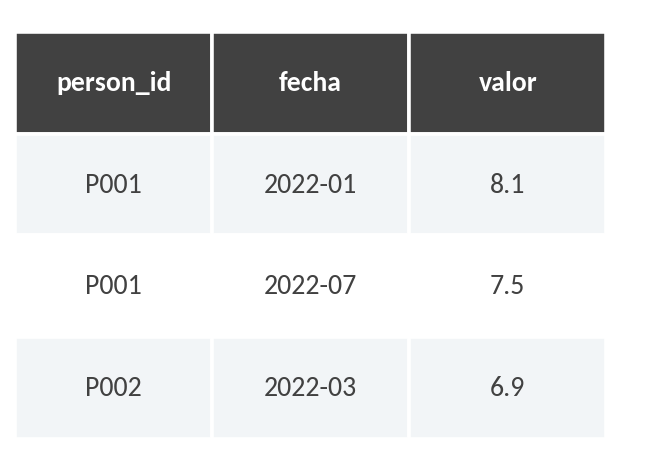 person_id fecha valor
P001 2022-01 8.1
P001 2022-07 7.5
P002 2022-03 6.9